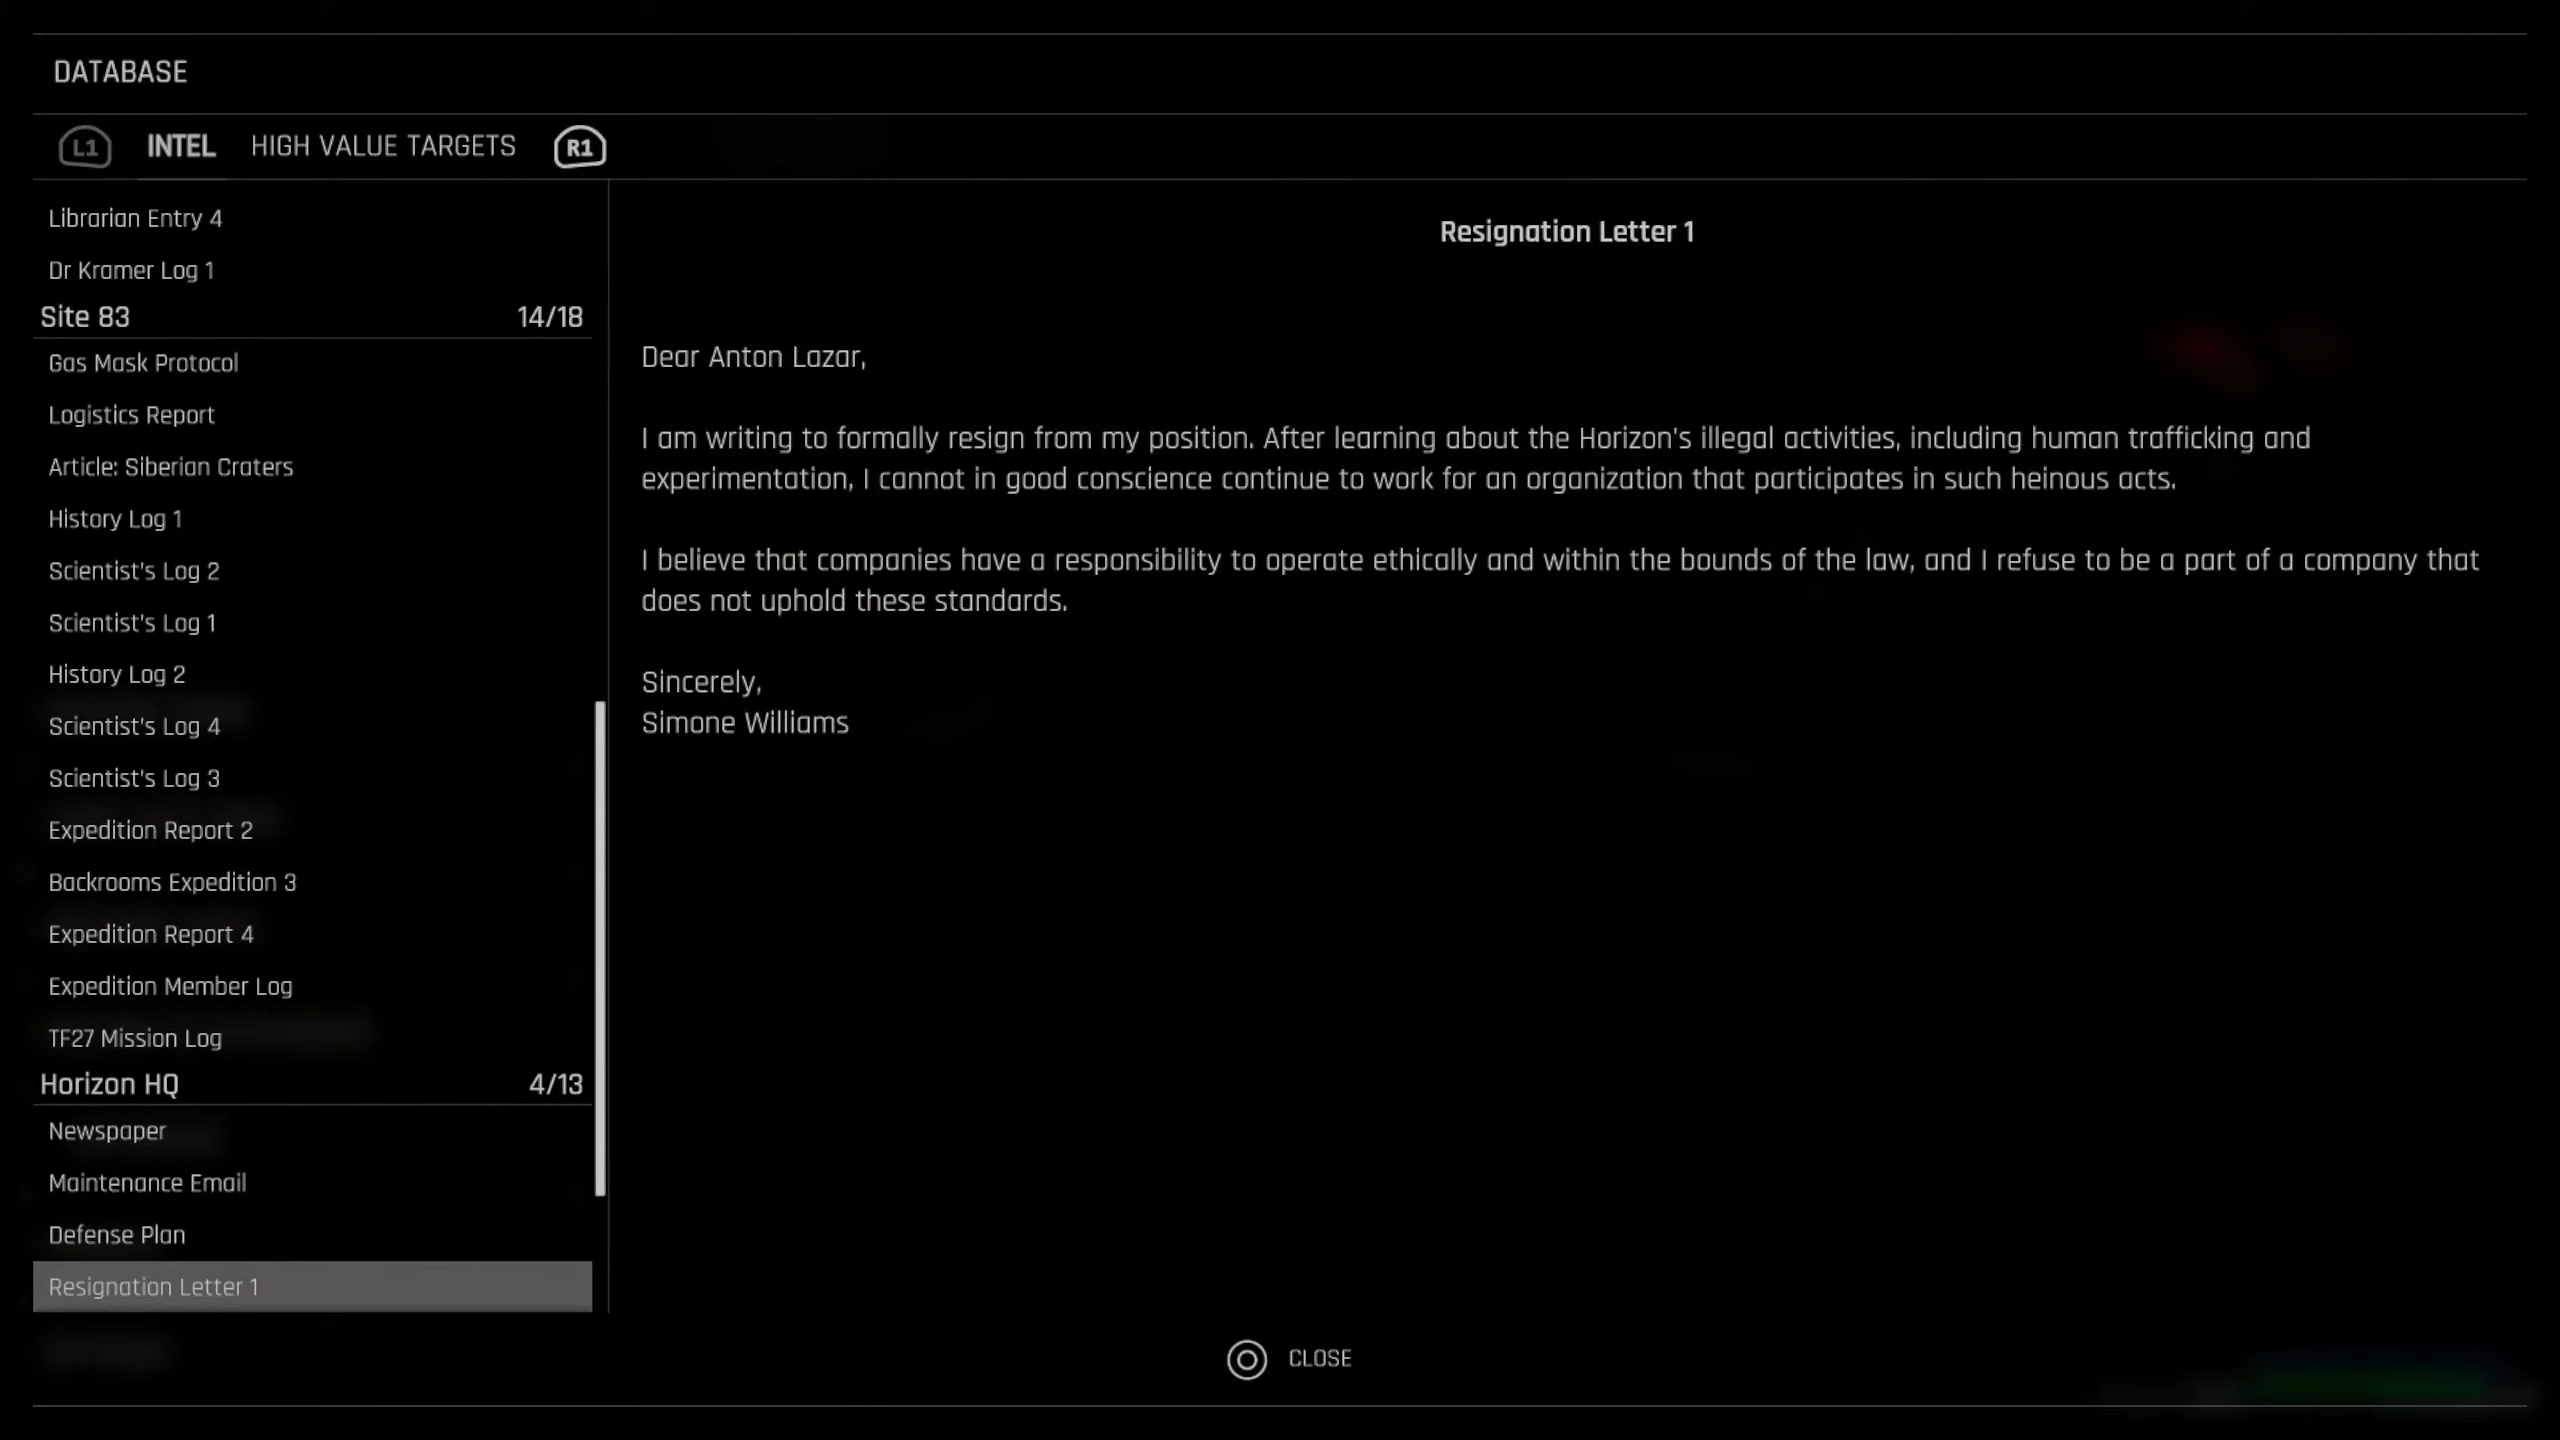 DATABASE
L1 INTEL HIGH VALUE TARGETS R1
Librarian Entry 4
Dr Kramer Log 1
Site 83 14/18
Gas Mask Protocol
Logistics Report
Article: Siberian Craters
History Log 1
Scientist's Log 2
Scientist's Log 1
History Log 2
Scientist's Log 4
Scientist's Log 3
Expedition Report 2
Backrooms Expedition 3
Expedition Report 4
Expedition Member Log
TF27 Mission Log
Horizon HQ 4/13
Newspaper
Maintenance Email
Defense Plan
Resignation Letter 1
Resignation Letter 1
Dear Anton Lazar,
I am writing to formally resign from my position. After learning about the Horizon's illegal activities, including human trafficking and
experimentation, I cannot in good conscience continue to work for an organization that participates in such heinous acts.
I believe that companies have a responsibility to operate ethically and within the bounds of the law, and I refuse to be a part of a company that
does not uphold these standards.
Sincerely,
Simone Williams
CLOSE